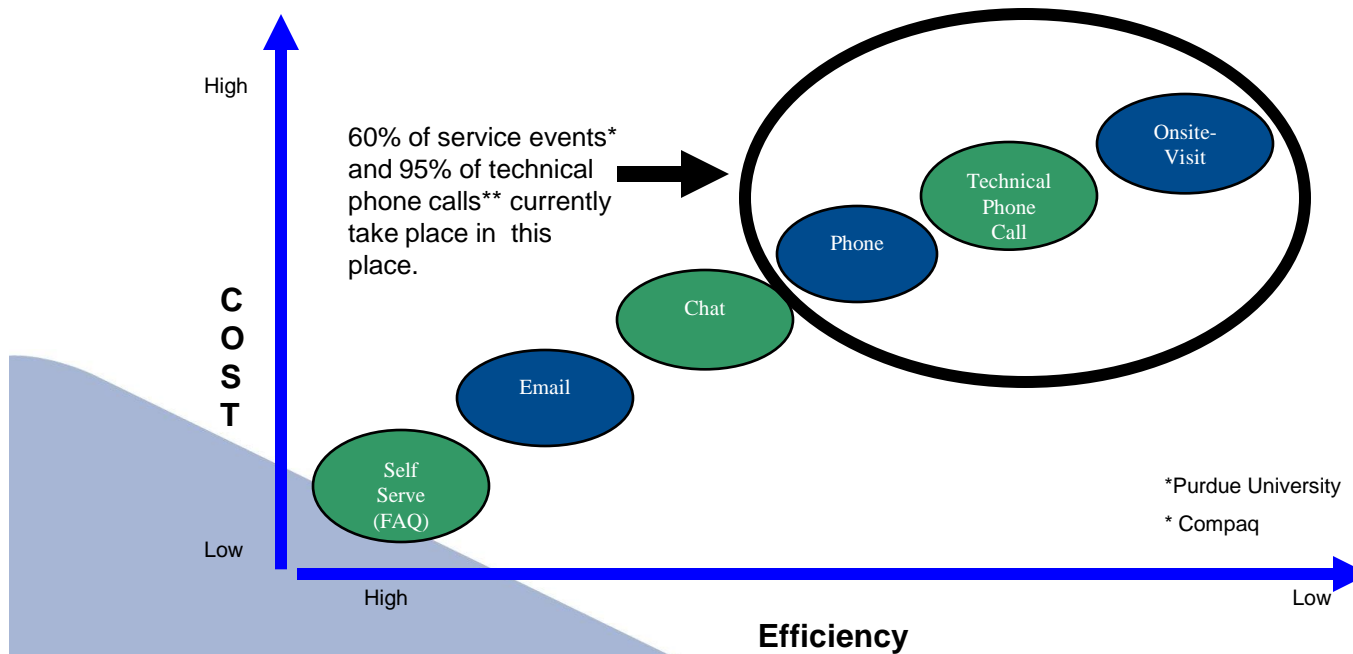 High
60% of service events*
and 95% of technical
phone calls** currently
take place in  this
place.
Onsite-
Visit
Technical
Phone
Call
Phone
Chat
C
O
S
T
Email
Self
Serve
(FAQ)
*Purdue University
* Compaq
Low
High
Low
Efficiency